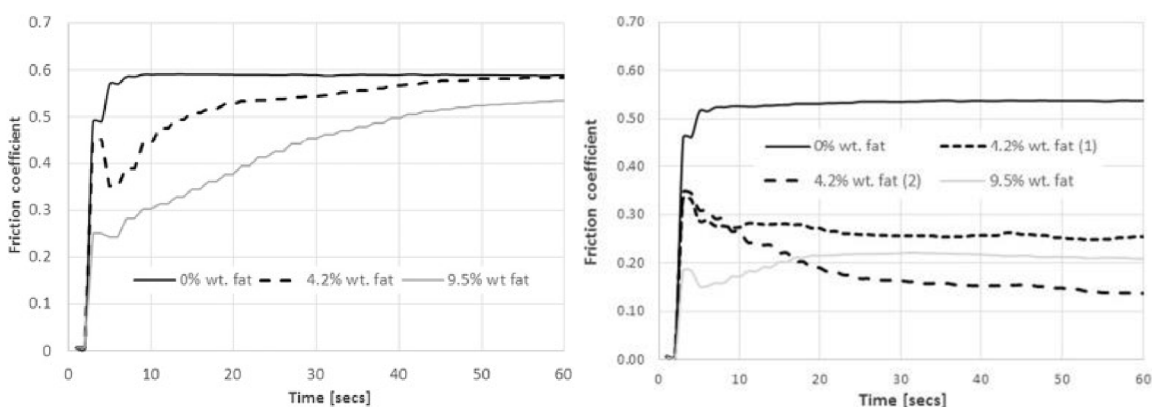 0.7
0.6
0.5
0.4
0.3
0.2
0.1
0
Friction coefficient
0% wt. fat 4.2% wt. fat 9.5% wt fat
0 10 20 30 40 50 60
Time [secs]
0.70
0.60
0.50
0.40
0.30
0.20
0.10
0.00
Friction coefficient
0% wt. fat 4.2% wt. fat (1)
4.2% wt. fat (2) 9.5% wt. fat
0 10 20 30 40 50 60
Time [secs]